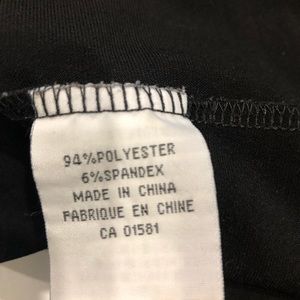 94%POLYESTER
6%SPANDEX
MADE IN CHINA
FABRIQUE EN CHINE
CA 01581